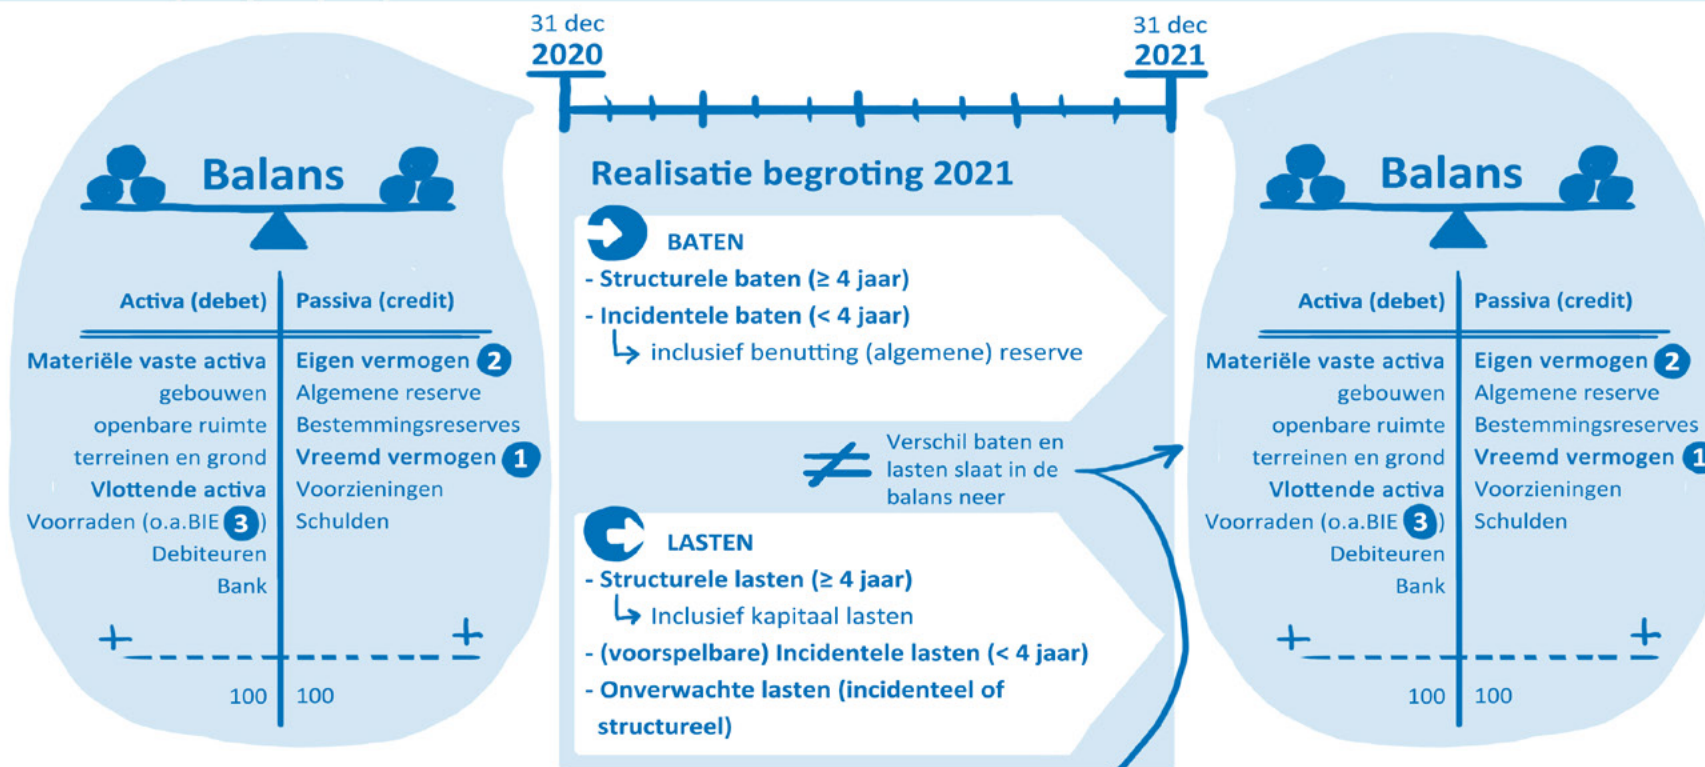 31 dec
2020
31 dec
2021
Balans
Activa (debet)
Passiva (credit)
Materiële vaste activa
Eigen vermogen 2
gebouwen
Algemene reserve
openbare ruimte
Bestemmingsreserves
terreinen en grond
Vreemd vermogen 1
Vlottende activa
Voorzieningen
Voorraden (o.a.BIE 3)
Schulden
Debiteuren
Bank
100
100
Realisatie begroting 2021
BATEN
- Structurele baten (≥ 4 jaar)
- Incidentele baten (< 4 jaar)
inclusief benutting (algemene) reserve
Verschil baten en
lasten slaat in de
balans neer
LASTEN
- Structurele lasten (≥ 4 jaar)
Inclusief kapitaal lasten
- (voorspelbare) Incidentele lasten (< 4 jaar)
- Onverwachte lasten (incidenteel of
structureel)
Balans
Activa (debet)
Passiva (credit)
Materiële vaste activa
Eigen vermogen 2
gebouwen
Algemene reserve
openbare ruimte
Bestemmingsreserves
terreinen en grond
Vreemd vermogen 1
Vlottende activa
Voorzieningen
Voorraden (o.a.BIE 3)
Schulden
Debiteuren
Bank
100
100